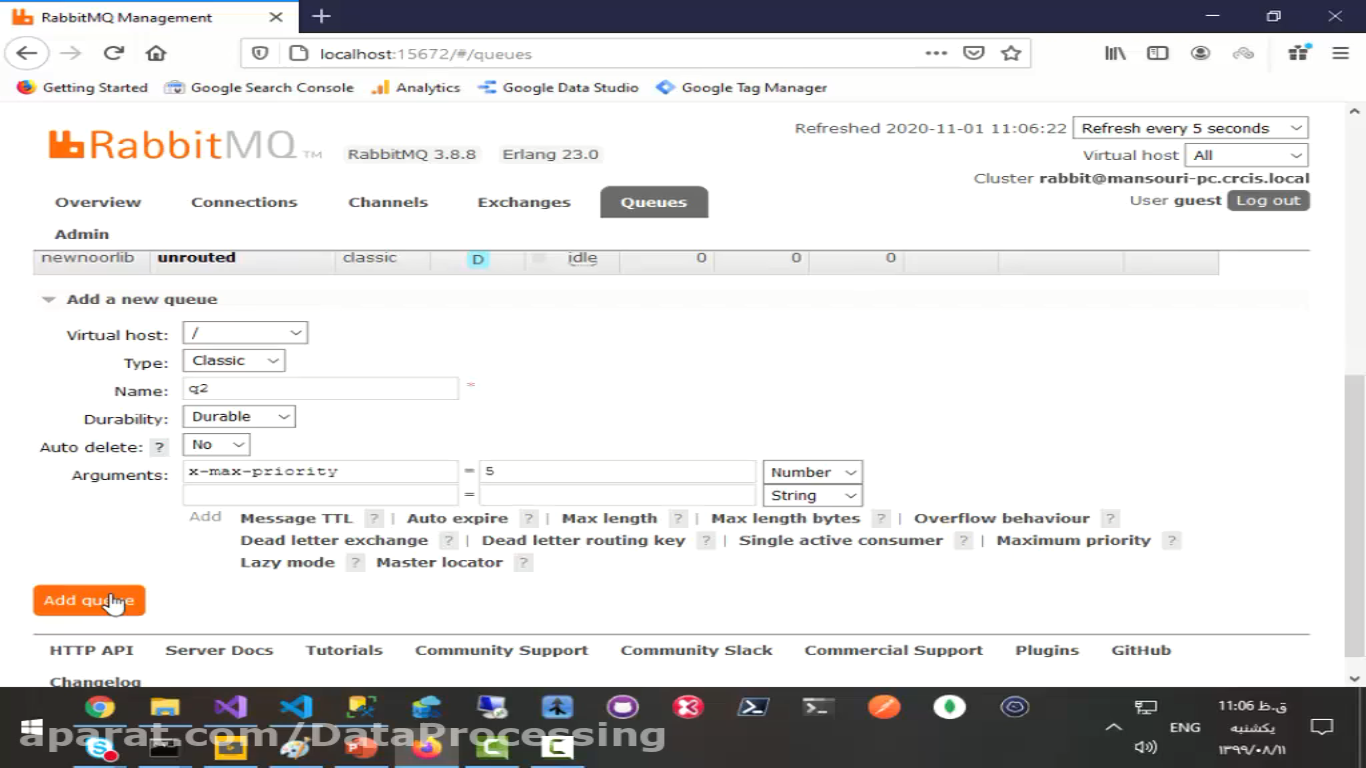 RabbitMQ Management
localhost:15672/#/queues
Getting Started Google Search Console Analytics Google Data Studio Google Tag Manager
Refreshed 2020-11-01 11:06:22 Refresh every 5 seconds
RabbitMQ TM RabbitMQ 3.8.8 Erlang 23.0
Virtual host All
Cluster rabbit@mansouri-pc.crcis.local
User guest Log out
Overview Connections Channels Exchanges Queues
Admin
newnoorlib unrouted classic D idle 0 0 0
Add a new queue
Virtual host: /
Type: Classic
Name: q2 *
Durability: Durable
Auto delete: ? No
Arguments: x-max-priority = 5 Number
= String
Add Message TTL ? | Auto expire ? | Max length ? | Max length bytes ? | Overflow behaviour ?
Dead letter exchange ? | Dead letter routing key ? | Single active consumer ? | Maximum priority ?
Lazy mode ? Master locator ?
Add queue
HTTP API Server Docs Tutorials Community Support Community Slack Commercial Support Plugins GitHub
Changelog
11:06 ق.ظ
ENG یکشنبه
۱۳۹۹/۰۸/۱۱
aparat.com/DataProcessing